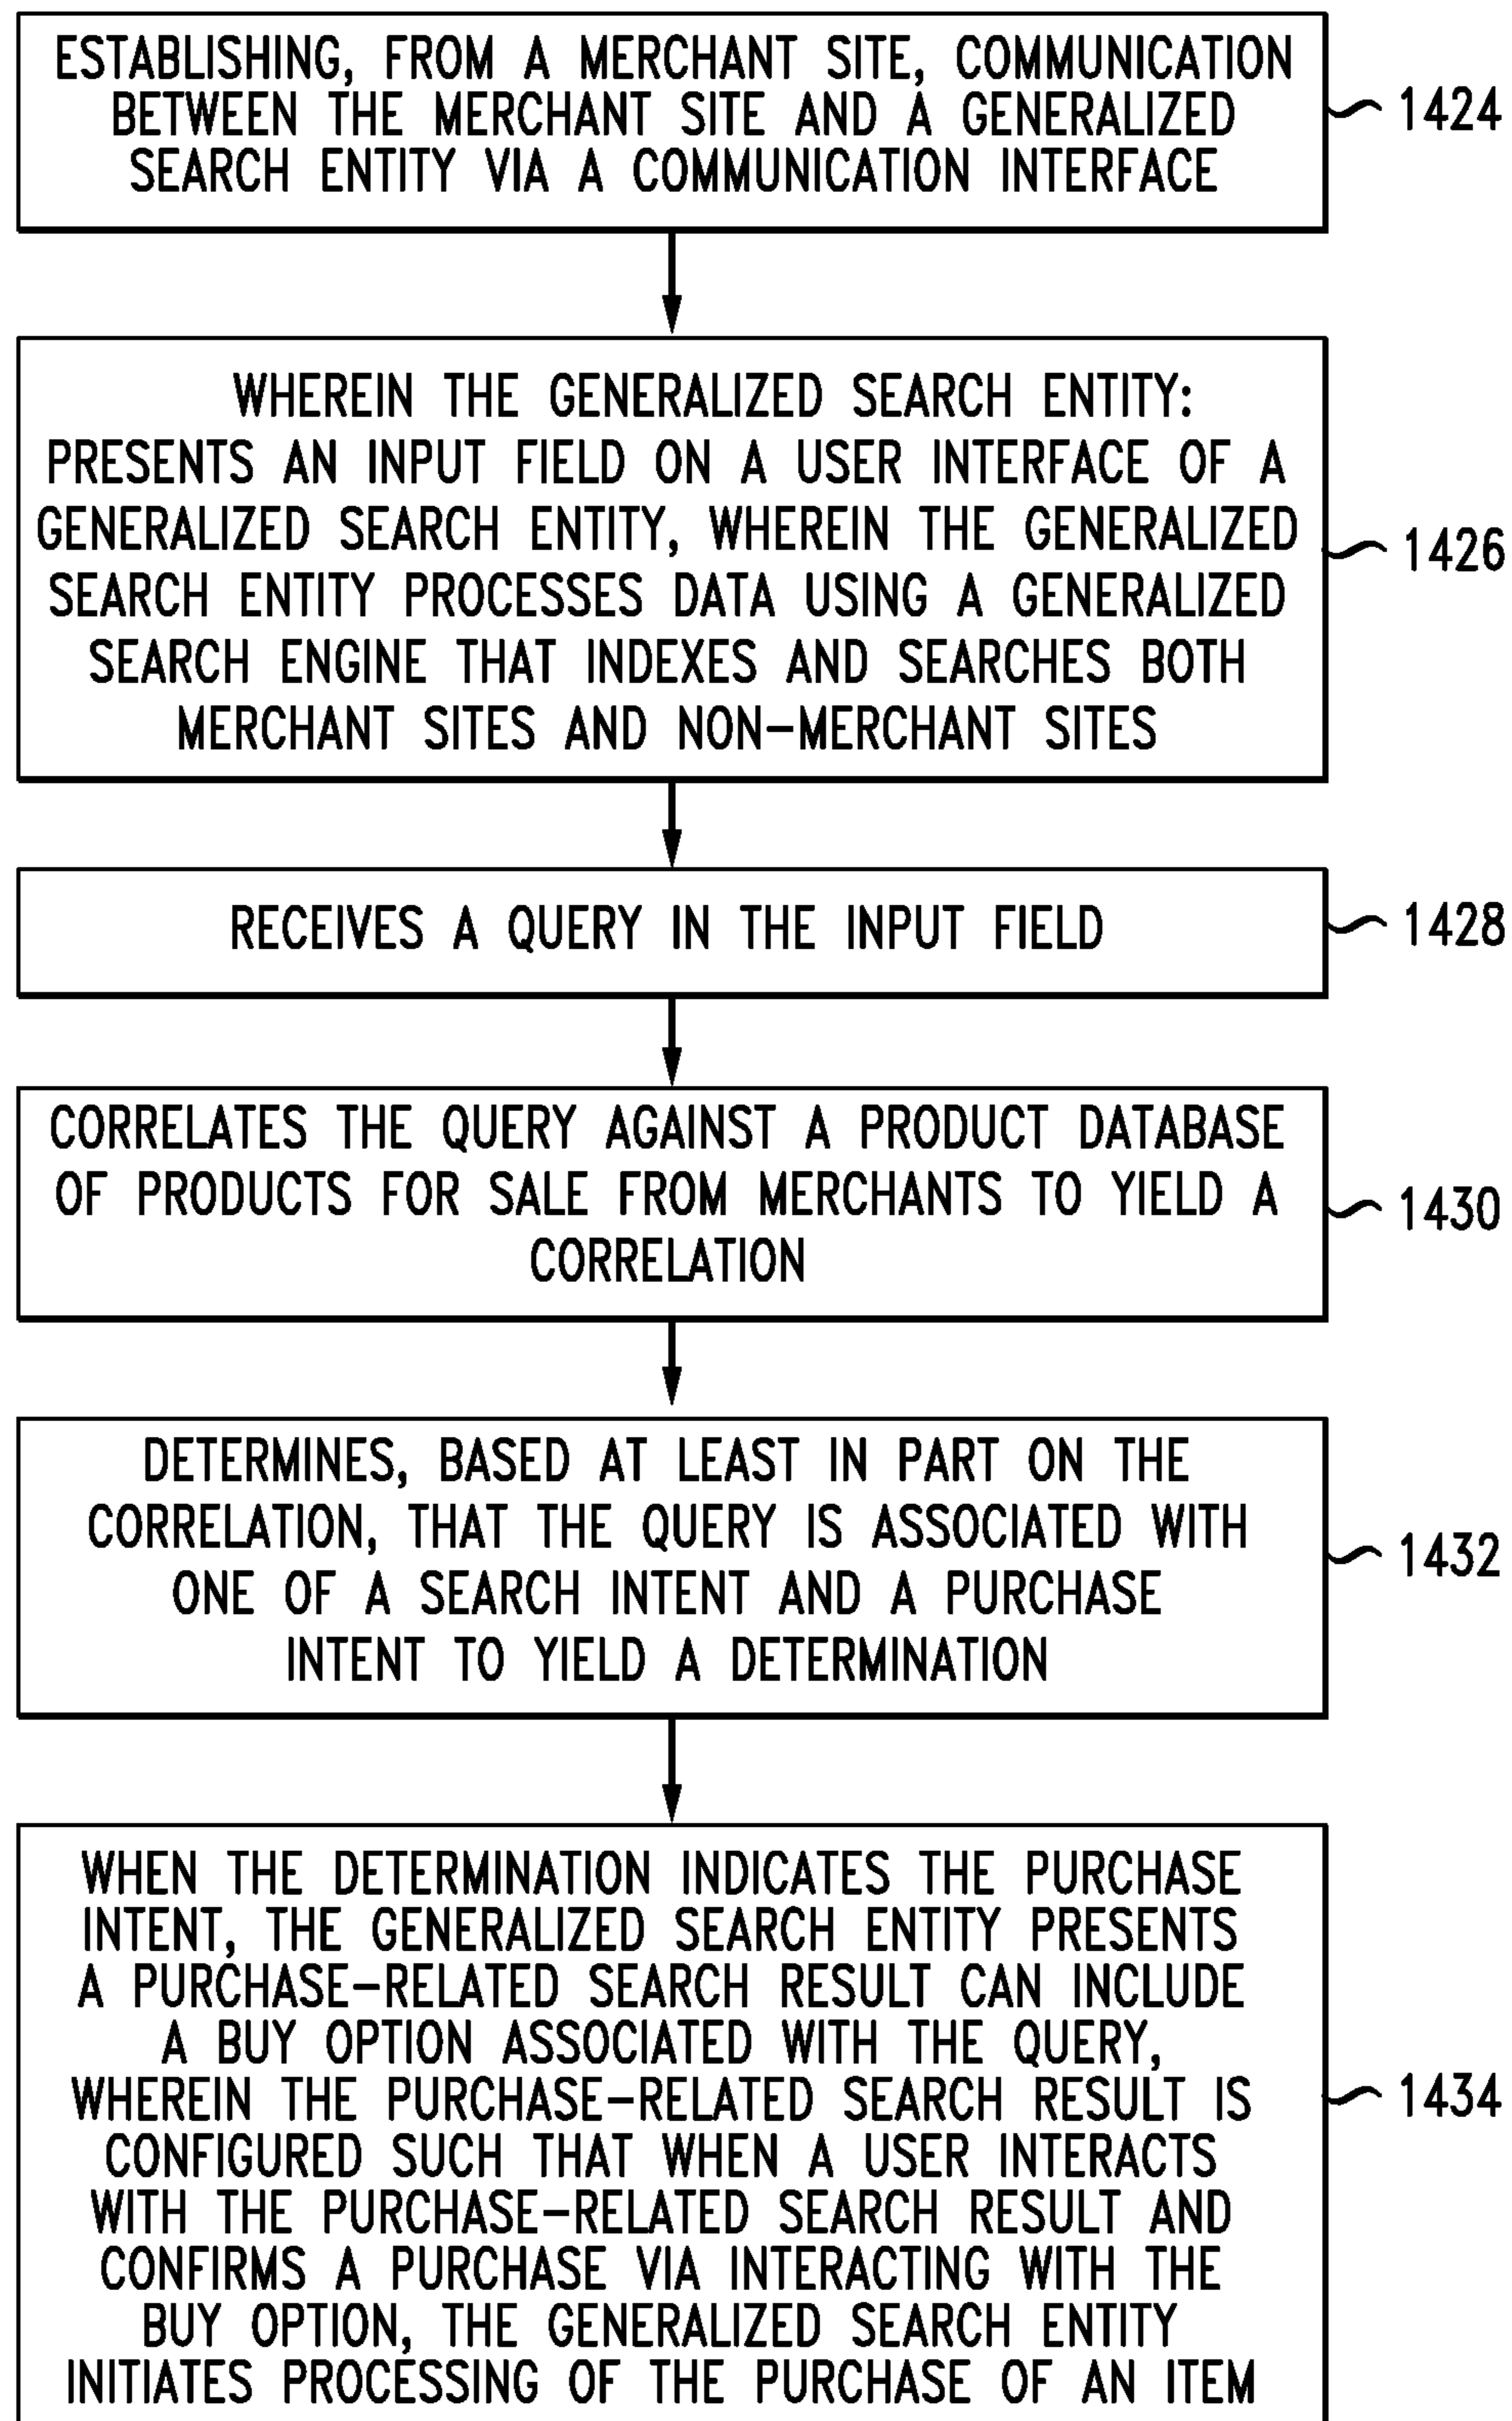 ESTABLISHING, FROM A MERCHANT SITE, COMMUNICATION
BETWEEN THE MERCHANT SITE AND A GENERALIZED
SEARCH ENTITY VIA A COMMUNICATION INTERFACE
1424
WHEREIN THE GENERALIZED SEARCH ENTITY:
PRESENTS AN INPUT FIELD ON A USER INTERFACE OF A
GENERALIZED SEARCH ENTITY, WHEREIN THE GENERALIZED
SEARCH ENTITY PROCESSES DATA USING A GENERALIZED
SEARCH ENGINE THAT INDEXES AND SEARCHES BOTH
MERCHANT SITES AND NON-MERCHANT SITES
1426
RECEIVES A QUERY IN THE INPUT FIELD
1428
CORRELATES THE QUERY AGAINST A PRODUCT DATABASE
OF PRODUCTS FOR SALE FROM MERCHANTS TO YIELD A
CORRELATION
1430
DETERMINES, BASED AT LEAST IN PART ON THE
CORRELATION, THAT THE QUERY IS ASSOCIATED WITH
ONE OF A SEARCH INTENT AND A PURCHASE
INTENT TO YIELD A DETERMINATION
1432
WHEN THE DETERMINATION INDICATES THE PURCHASE
INTENT, THE GENERALIZED SEARCH ENTITY PRESENTS
A PURCHASE-RELATED SEARCH RESULT CAN INCLUDE
A BUY OPTION ASSOCIATED WITH THE QUERY,
WHEREIN THE PURCHASE-RELATED SEARCH RESULT IS
CONFIGURED SUCH THAT WHEN A USER INTERACTS
WITH THE PURCHASE-RELATED SEARCH RESULT AND
CONFIRMS A PURCHASE VIA INTERACTING WITH THE
BUY OPTION, THE GENERALIZED SEARCH ENTITY
INITIATES PROCESSING OF THE PURCHASE OF AN ITEM
1434